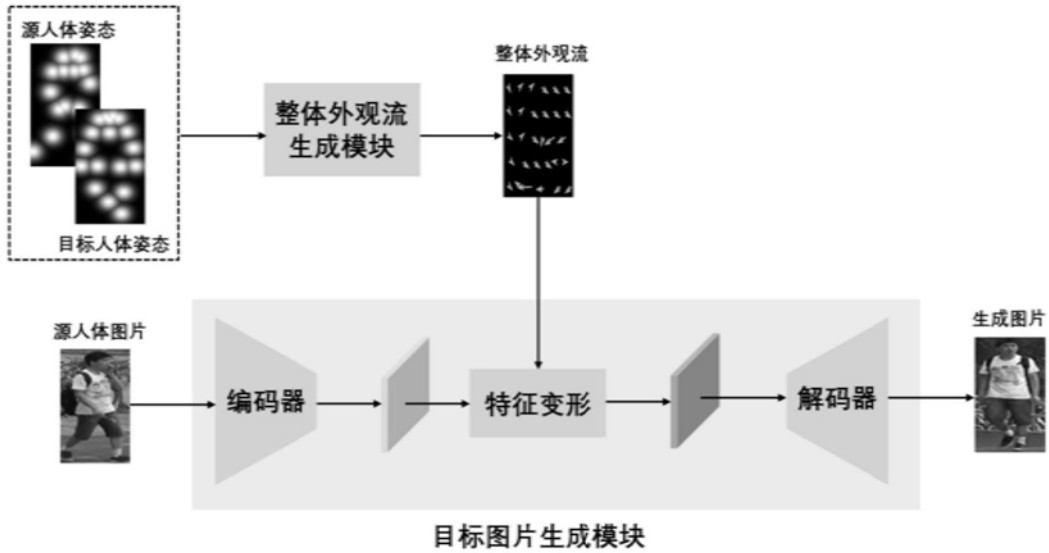 源人体姿态
目标人体姿态
整体外观流
生成模块
整体外观流
源人体图片
编码器
特征变形
解码器
生成图片
目标图片生成模块